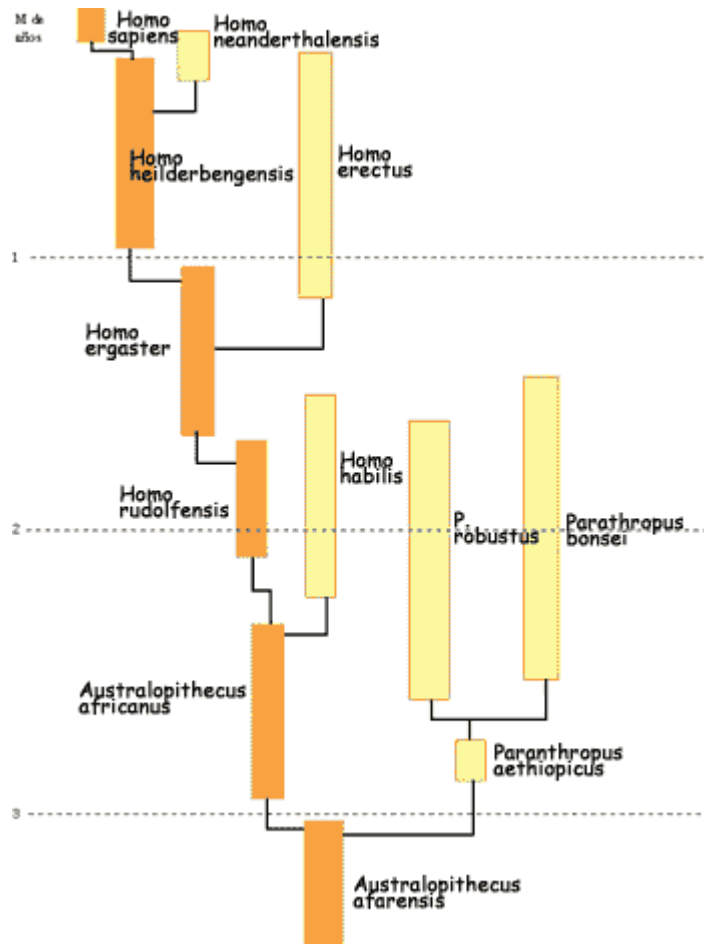 M de
años
Homo
sapiens
Homo
neanderthalensis
Homo
heilderbengensis
Homo
erectus
1
Homo
ergaster
Homo
habilis
Homo
rudolfensis
P.
robustus
Parathropus
bonsei
2
Australopithecus
africanus
Paranthropus
aethiopicus
3
Australopithecus
afarensis